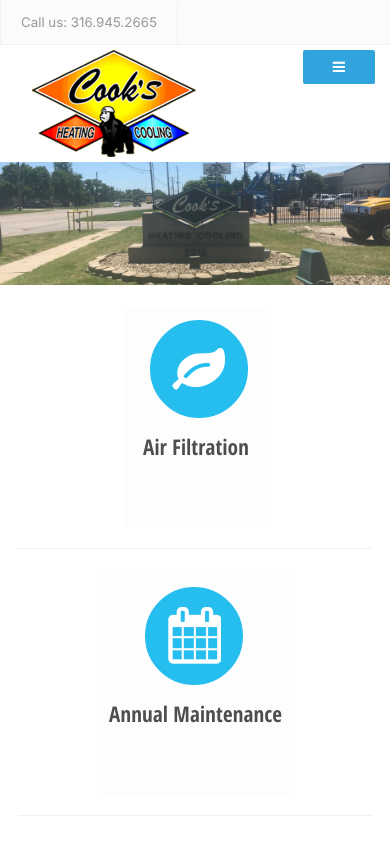 Call us: 316.945.2665
Cook's
HEATING COOLING
Cook's
HEATING COOLING
Air Filtration
Annual Maintenance